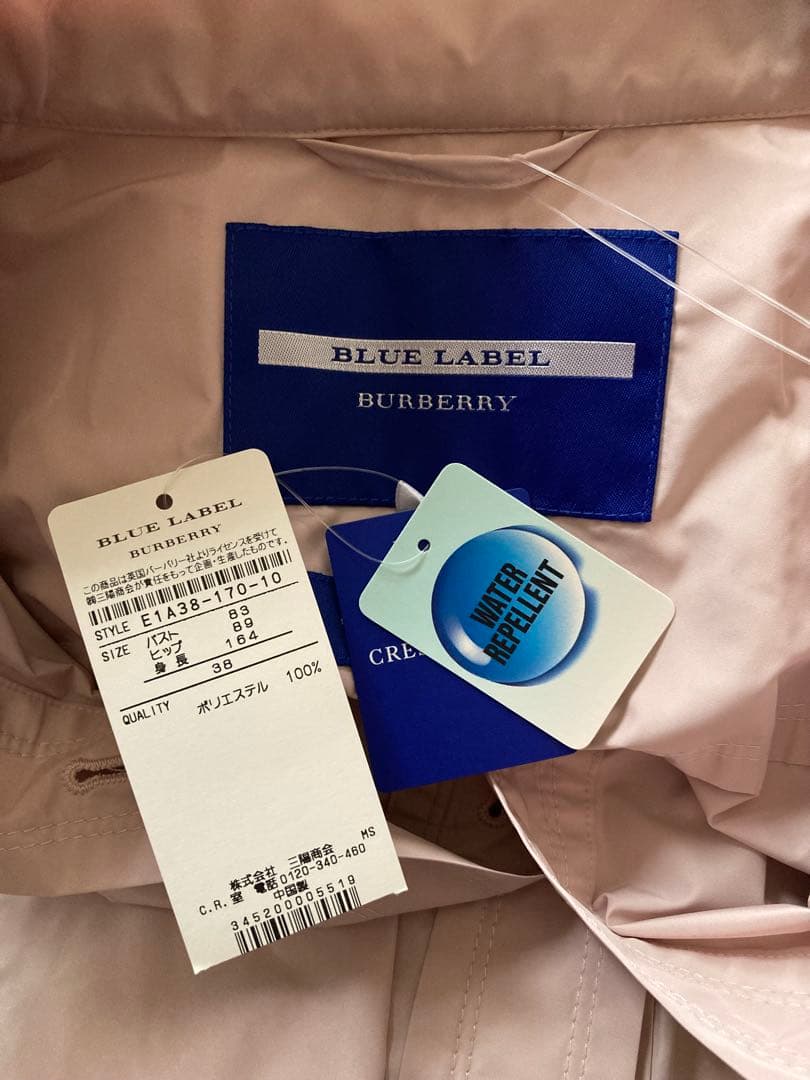 BLUE LABEL
BURBERRY
BLUE LABEL
BURBERRY
この商品は英国バーバリー社よりライセンスを受けて
㈱三陽商会が責任をもって企画・生産したものです。
STYLE E1A38-170-10
SIZE バスト 83
ヒップ 89
身長 164
38
QUALITY ポリエステル 100%
MS
株式会社 三陽商会
C.R.室 電話0120-340-460
中国製
345200005519
WATER
REPELLENT